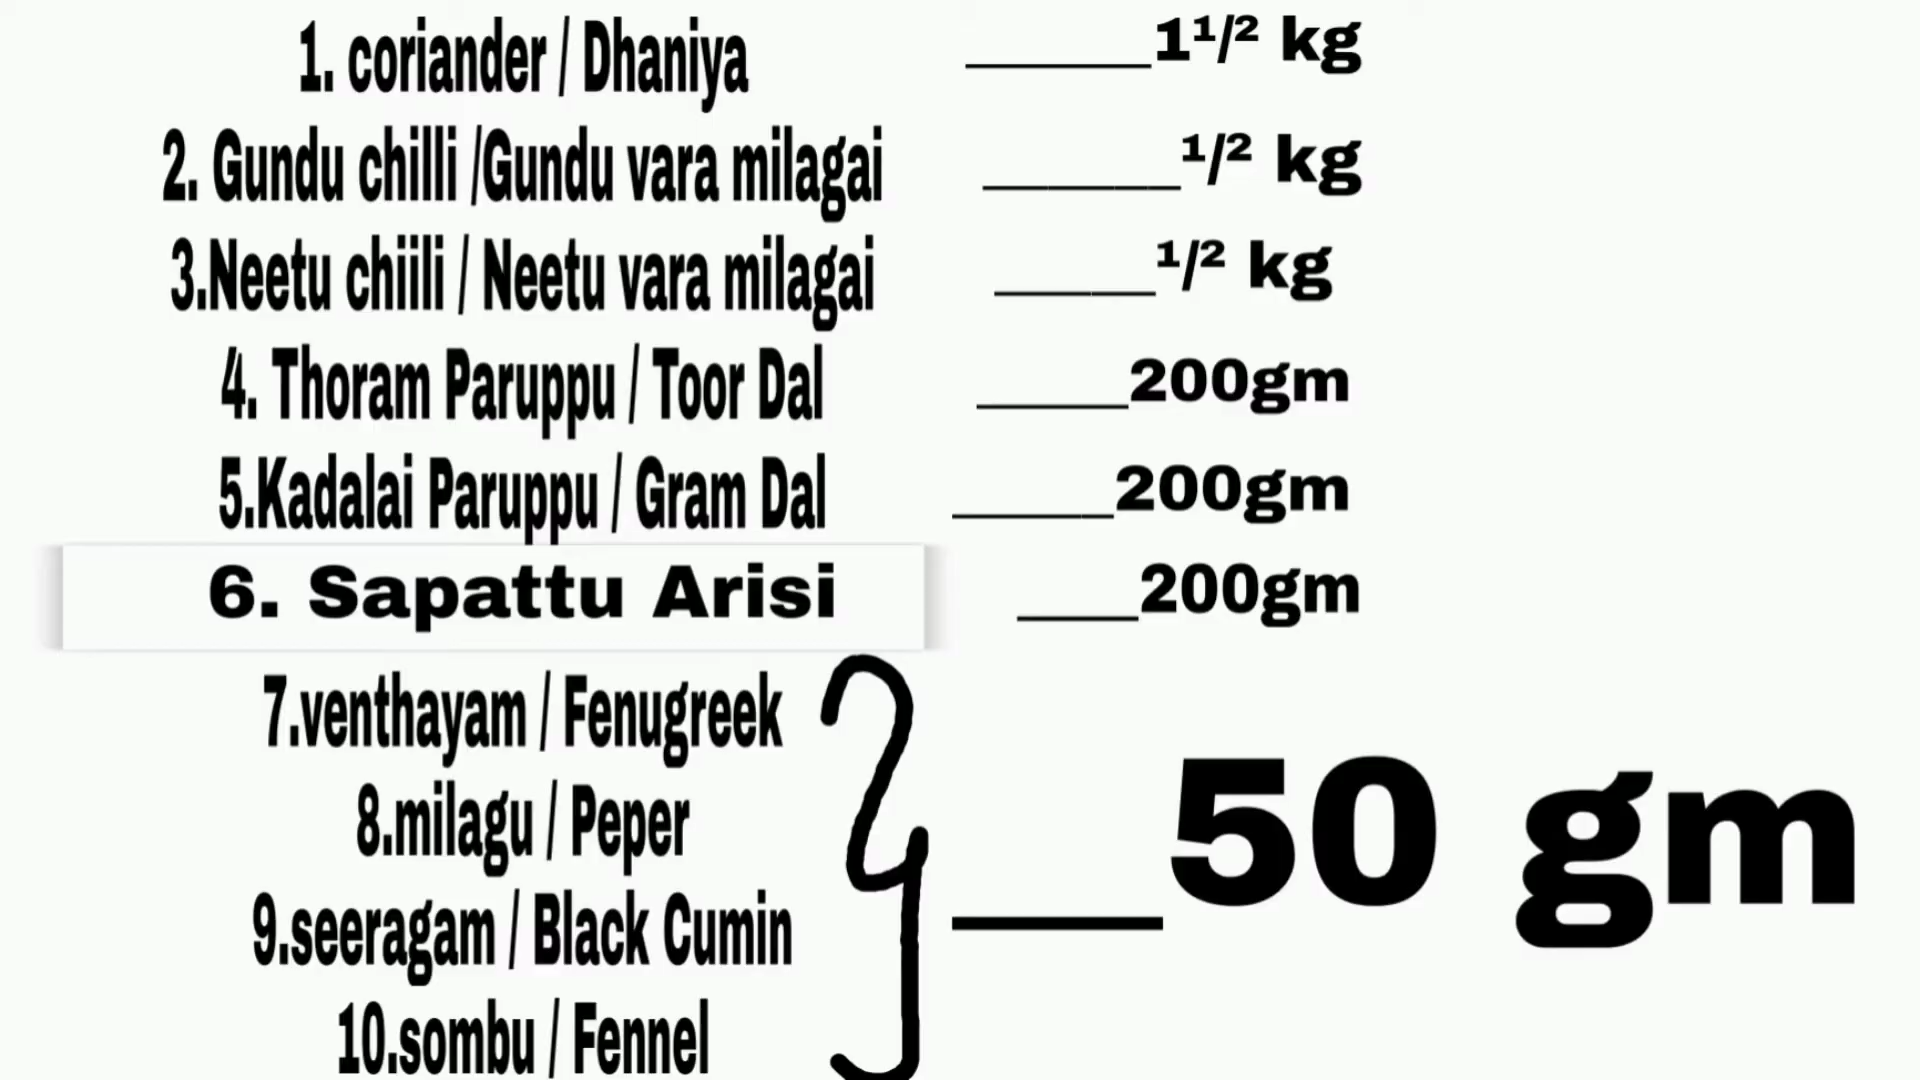 1. coriander / Dhaniya ______1¹/² kg
2. Gundu chilli /Gundu vara milagai ______¹/² kg
3.Neetu chiili / Neetu vara milagai _____¹/² kg
4. Thoram Paruppu / Toor Dal _____200gm
5.Kadalai Paruppu / Gram Dal _____200gm
6. Sapattu Arisi ____200gm
7.venthayam / Fenugreek
8.milagu / Peper
__50 gm
9.seeragam / Black Cumin
10.sombu / Fennel